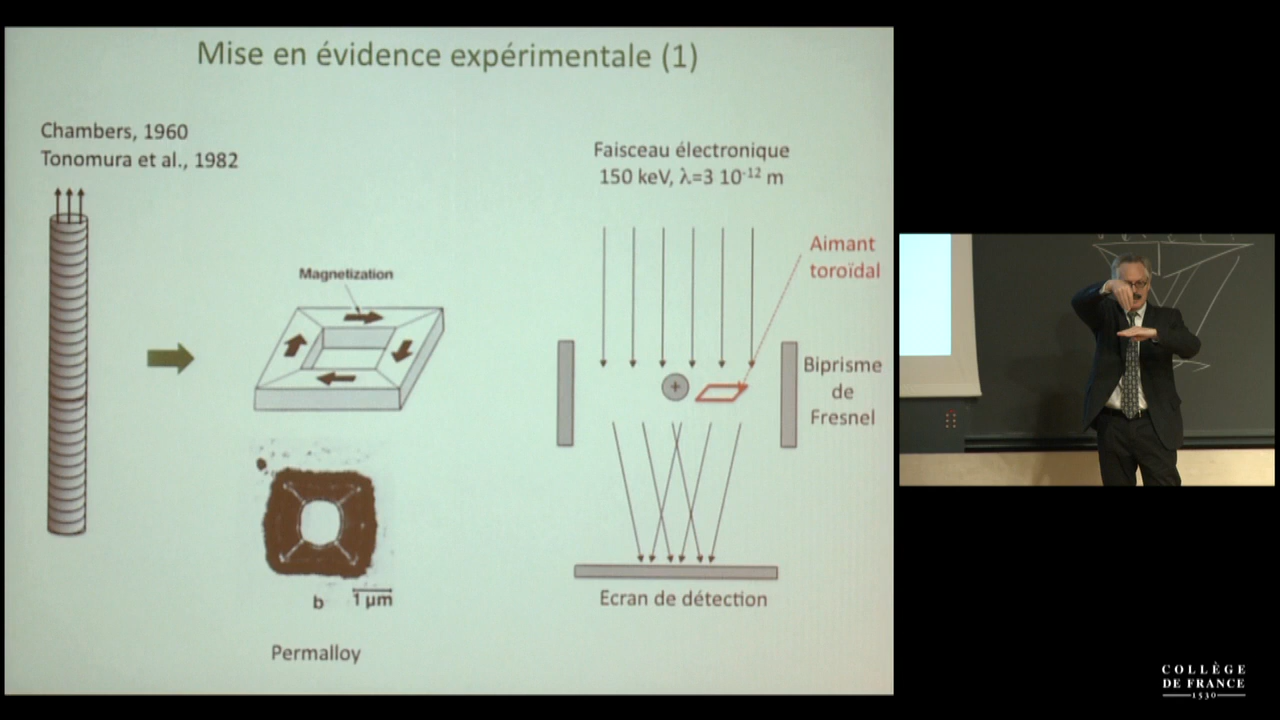 Mise en évidence expérimentale (1)
Chambers, 1960
Tonomura et al., 1982
Magnetization
b
1 µm
Permalloy
Faisceau électronique
150 keV, λ=3 10⁻¹² m
Aimant
toroïdal
+
Biprisme
de
Fresnel
Ecran de détection
COLLÈGE
DE FRANCE
1530